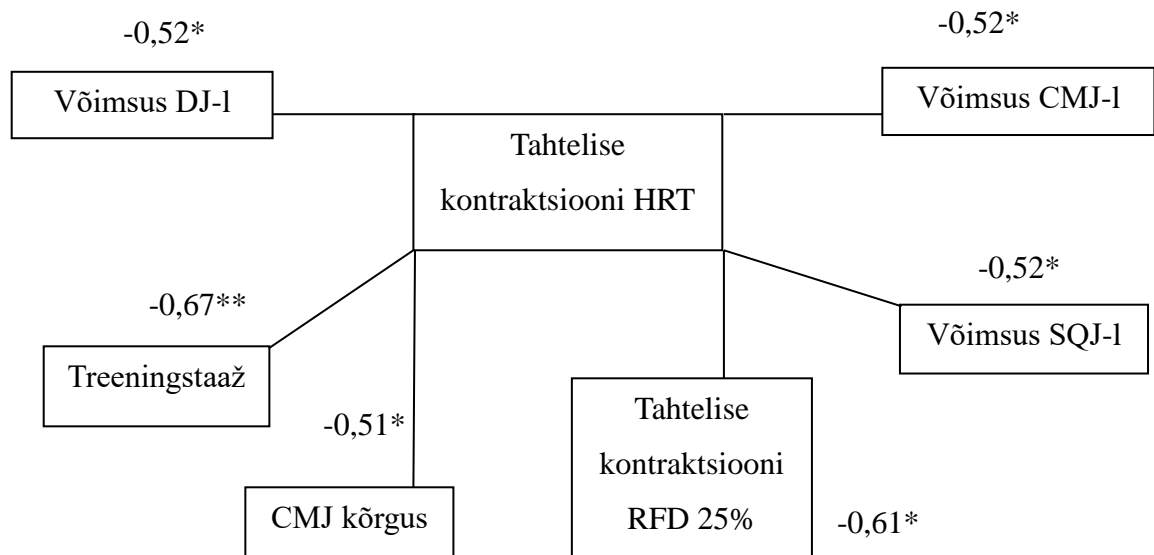 -0,52*
-0,52*
Võimsus DJ-l
Võimsus CMJ-l
Tahtelise
kontraktsiooni HRT
-0,67**
-0,52*
Treeningstaaž
Võimsus SQJ-l
-0,51*
CMJ kõrgus
Tahtelise
kontraktsiooni
RFD 25%
-0,61*